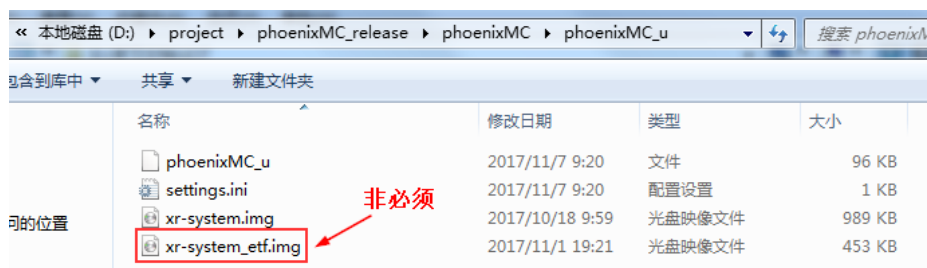 « 本地磁盘 (D:) ▸ project ▸ phoenixMC_release ▸ phoenixMC ▸ phoenixMC_u
搜索 phoenixM
包含到库中 共享 新建文件夹
名称 修改日期 类型 大小
phoenixMC_u 2017/11/7 9:20 文件 96 KB
settings.ini 2017/11/7 9:20 配置设置 1 KB
非必须
xr-system.img 2017/10/18 9:59 光盘映像文件 989 KB
问的位置
xr-system_etf.img 2017/11/1 19:21 光盘映像文件 453 KB